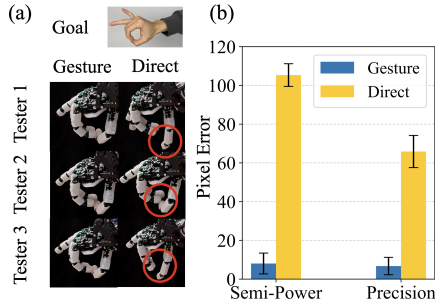 (a)
Goal
Gesture Direct
Tester 1
Tester 2
Tester 3
(b)
Pixel Error
120
100
80
60
40
20
0
Gesture
Direct
Semi-Power Precision